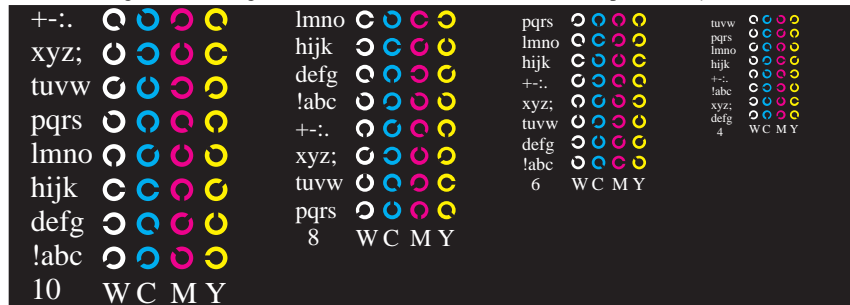 +-:.
xyz;
tuvw
pqrs
lmno
hijk
defg
!abc
10 W C M Y
lmno
hijk
defg
!abc
+-:.
xyz;
tuvw
pqrs
8 W C M Y
pqrs
lmno
hijk
+-:.
xyz;
tuvw
defg
!abc
6 W C M Y
tuvw
pqrs
lmno
hijk
+-:.
!abc
xyz;
defg
4 W C M Y